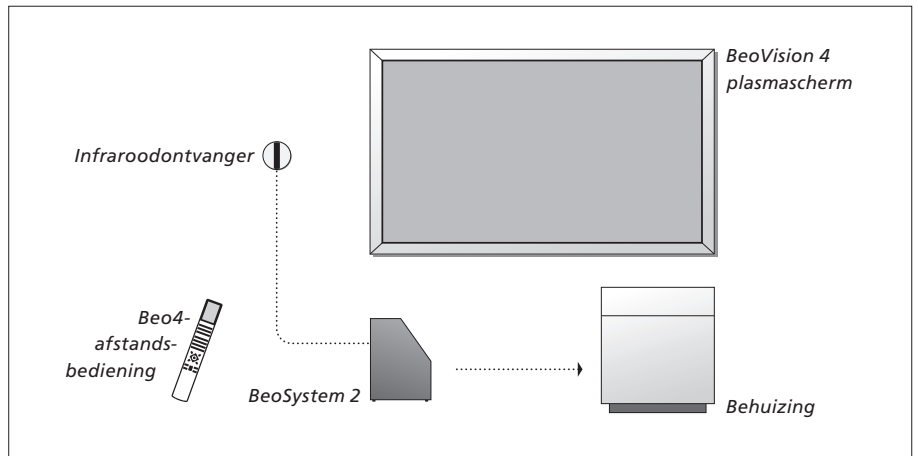 BeoVision 4
plasmascherm
Infraroodontvanger
Beo4-
afstands-
bediening
BeoSystem 2
Behuizing